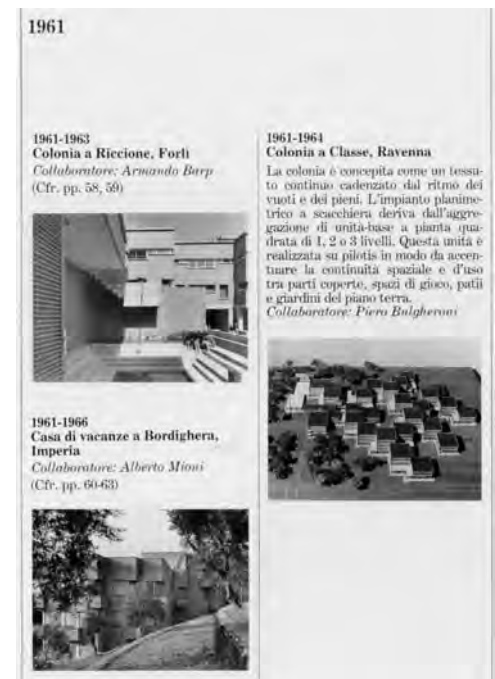 1961
1961-1963
Colonia a Riccione, Forlì
Collaboratore: Armando Barp
(Cfr. pp. 58, 59)
1961-1966
Casa di vacanze a Bordighera,
Imperia
Collaboratore: Alberto Mioni
(Cfr. pp. 60-63)
1961-1964
Colonia a Classe, Ravenna
La colonia è concepita come un tessu-
to continuo cadenzato dal ritmo dei
vuoti e dei pieni. L'impianto planime-
trico a scacchiera deriva dall'aggre-
gazione di unità-base a pianta qua-
drata di 1, 2 o 3 livelli. Questa unità è
realizzata su pilotis in modo da accen-
tuare la continuità spaziale e d'uso
tra parti coperte, spazi di gioco, patii
e giardini del piano terra.
Collaboratore: Piero Bulgheroni